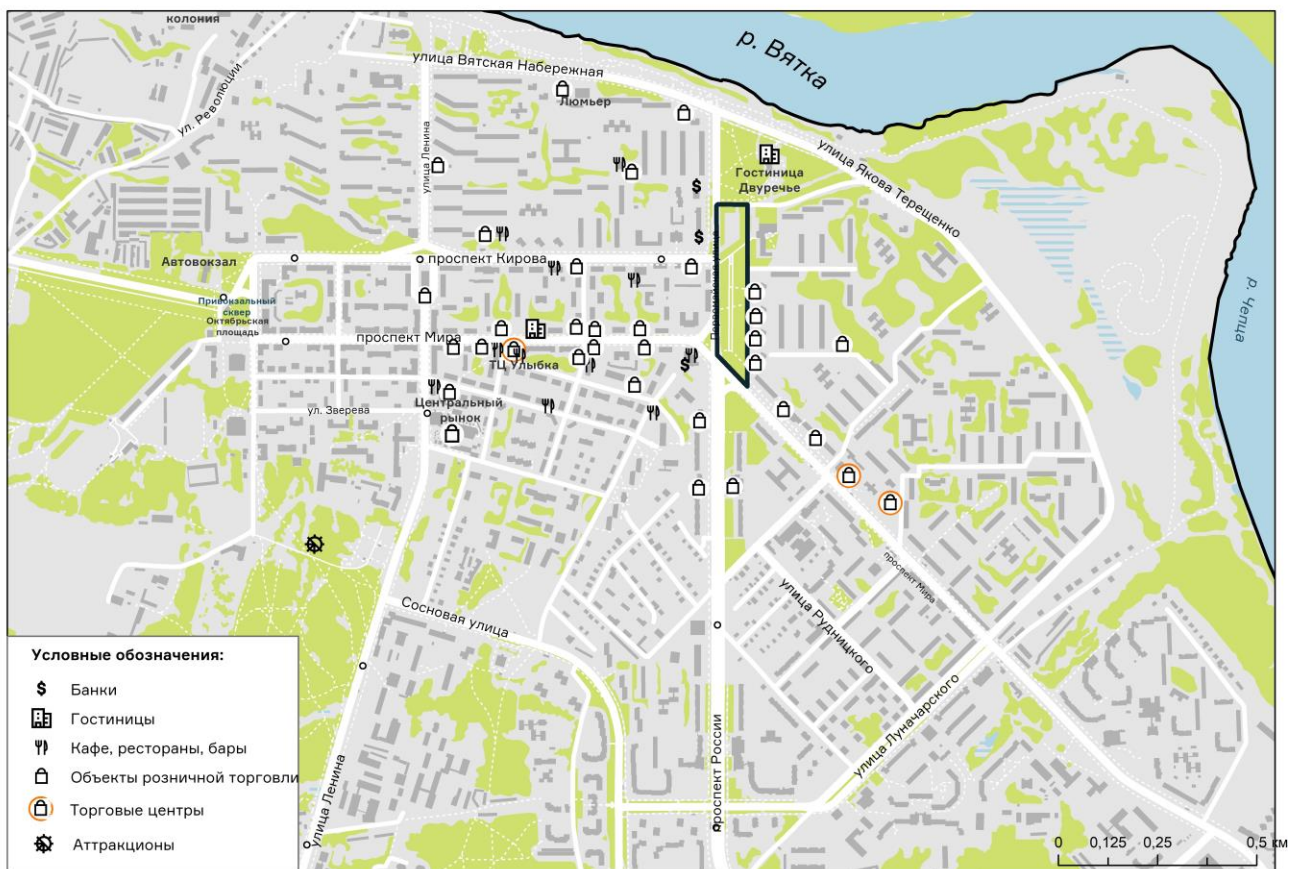 колония
р. Вятка
улица Вятская Набережная
ул. Революции
Люмьер
улица Ленина
улица Якова Терещенко
Гостиница
Двуречье
Автовокзал
проспект Кирова
Первомайская улица
р. Чепца
Привокзальный
сквер
Октябрьская
площадь
проспект Мира
ТЦ Улыбка
ул. Зверева
Центральный
рынок
проспект Мира
Сосновая улица
улица Рудницкого
улица Луначарского
проспект России
улица Ленина
Условные обозначения:
$ Банки
Гостиницы
Кафе, рестораны, бары
Объекты розничной торговли
Торговые центры
Аттракционы
0 0,125 0,25 0,5 км